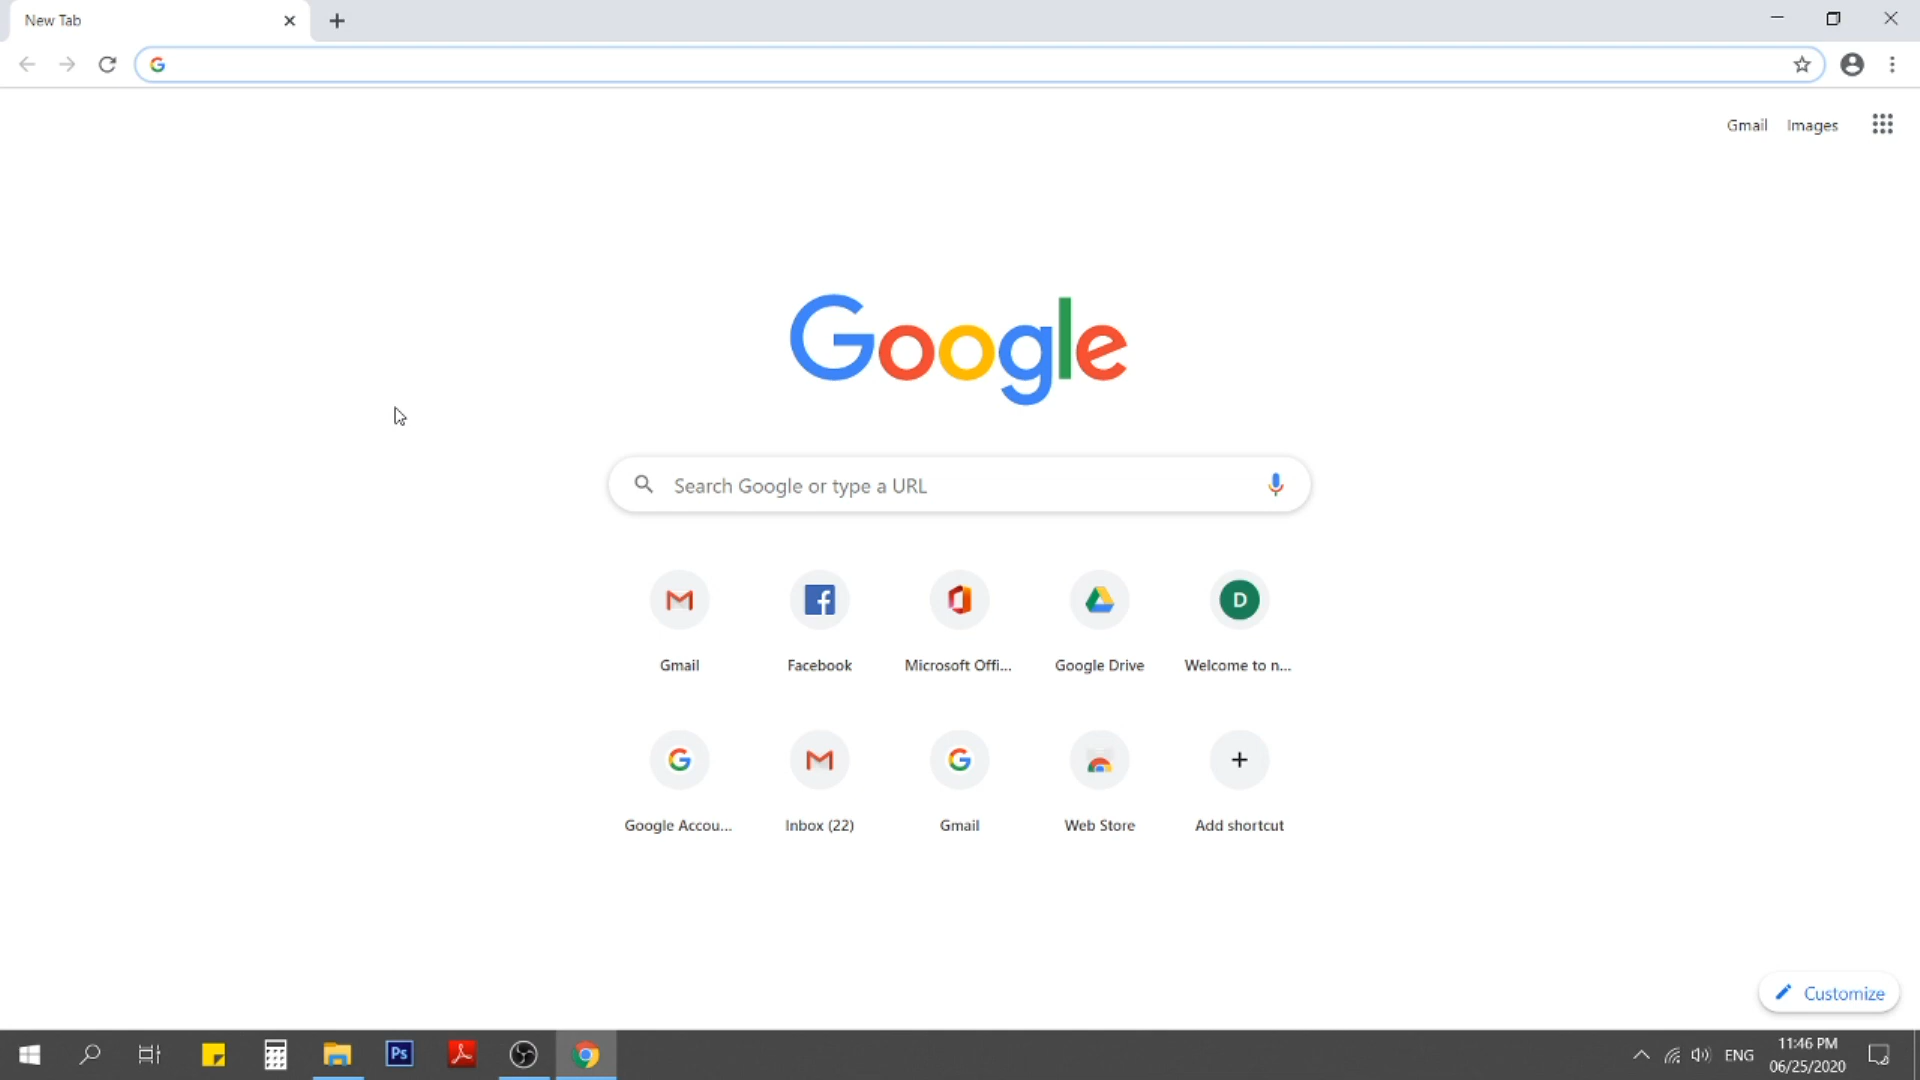 New Tab
Gmail Images
Google
Search Google or type a URL
Gmail
Facebook
Microsoft Offi...
Google Drive
D
Welcome to n...
Google Accou...
Inbox (22)
Gmail
Web Store
Add shortcut
Customize
Ps
ENG
11:46 PM
06/25/2020